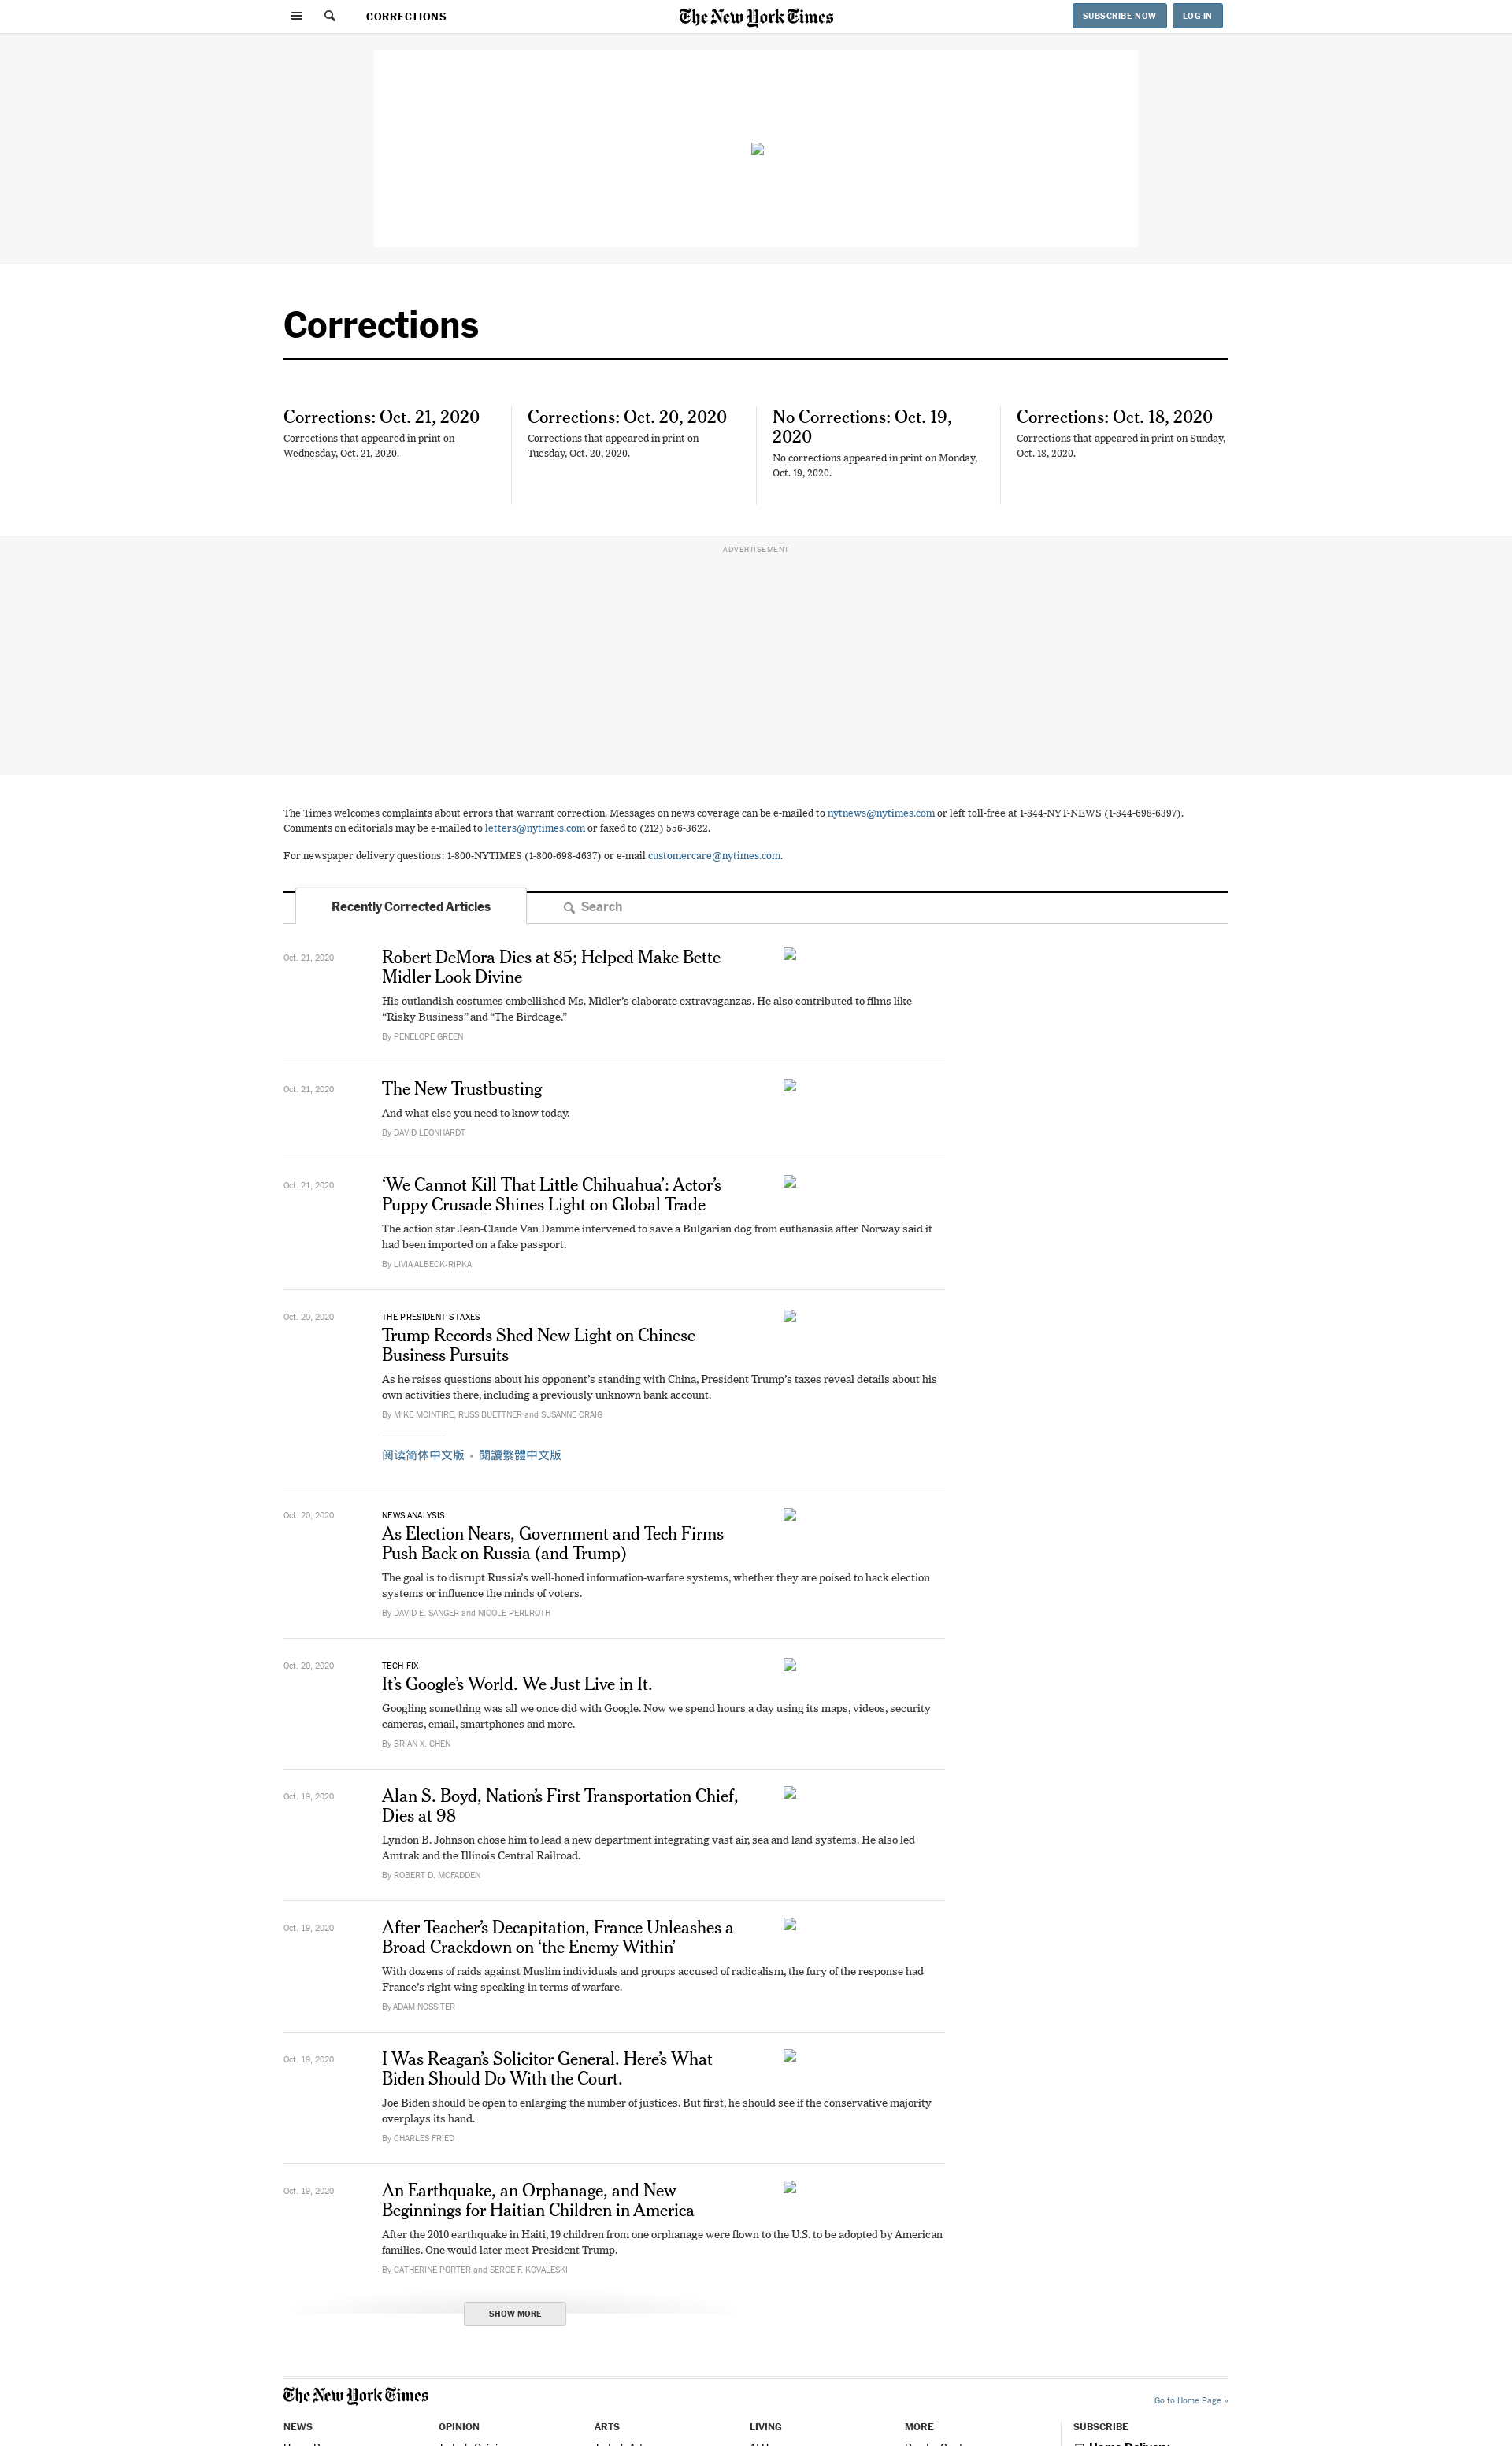 CORRECTIONS
The New York Times
SUBSCRIBE NOW
LOG IN
Corrections
Corrections: Oct. 21, 2020
Corrections that appeared in print on
Wednesday, Oct. 21, 2020.
Corrections: Oct. 20, 2020
Corrections that appeared in print on
Tuesday, Oct. 20, 2020.
No Corrections: Oct. 19,
2020
No corrections appeared in print on Monday,
Oct. 19, 2020.
Corrections: Oct. 18, 2020
Corrections that appeared in print on Sunday,
Oct. 18, 2020.
ADVERTISEMENT
The Times welcomes complaints about errors that warrant correction. Messages on news coverage can be e-mailed to nytnews@nytimes.com or left toll-free at 1-844-NYT-NEWS (1-844-698-6397).
Comments on editorials may be e-mailed to letters@nytimes.com or faxed to (212) 556-3622.
For newspaper delivery questions: 1-800-NYTIMES (1-800-698-4637) or e-mail customercare@nytimes.com.
Recently Corrected Articles
Search
Oct. 21, 2020
Robert DeMora Dies at 85; Helped Make Bette
Midler Look Divine
His outlandish costumes embellished Ms. Midler’s elaborate extravaganzas. He also contributed to films like
“Risky Business” and “The Birdcage.”
By PENELOPE GREEN
Oct. 21, 2020
The New Trustbusting
And what else you need to know today.
By DAVID LEONHARDT
Oct. 21, 2020
‘We Cannot Kill That Little Chihuahua’: Actor’s
Puppy Crusade Shines Light on Global Trade
The action star Jean-Claude Van Damme intervened to save a Bulgarian dog from euthanasia after Norway said it
had been imported on a fake passport.
By LIVIA ALBECK-RIPKA
Oct. 20, 2020
THE PRESIDENT’S TAXES
Trump Records Shed New Light on Chinese
Business Pursuits
As he raises questions about his opponent’s standing with China, President Trump’s taxes reveal details about his
own activities there, including a previously unknown bank account.
By MIKE MCINTIRE, RUSS BUETTNER and SUSANNE CRAIG
阅读简体中文版 • 閱讀繁體中文版
Oct. 20, 2020
NEWS ANALYSIS
As Election Nears, Government and Tech Firms
Push Back on Russia (and Trump)
The goal is to disrupt Russia’s well-honed information-warfare systems, whether they are poised to hack election
systems or influence the minds of voters.
By DAVID E. SANGER and NICOLE PERLROTH
Oct. 20, 2020
TECH FIX
It’s Google’s World. We Just Live in It.
Googling something was all we once did with Google. Now we spend hours a day using its maps, videos, security
cameras, email, smartphones and more.
By BRIAN X. CHEN
Oct. 19, 2020
Alan S. Boyd, Nation’s First Transportation Chief,
Dies at 98
Lyndon B. Johnson chose him to lead a new department integrating vast air, sea and land systems. He also led
Amtrak and the Illinois Central Railroad.
By ROBERT D. MCFADDEN
Oct. 19, 2020
After Teacher’s Decapitation, France Unleashes a
Broad Crackdown on ‘the Enemy Within’
With dozens of raids against Muslim individuals and groups accused of radicalism, the fury of the response had
France’s right wing speaking in terms of warfare.
By ADAM NOSSITER
Oct. 19, 2020
I Was Reagan’s Solicitor General. Here’s What
Biden Should Do With the Court.
Joe Biden should be open to enlarging the number of justices. But first, he should see if the conservative majority
overplays its hand.
By CHARLES FRIED
Oct. 19, 2020
An Earthquake, an Orphanage, and New
Beginnings for Haitian Children in America
After the 2010 earthquake in Haiti, 19 children from one orphanage were flown to the U.S. to be adopted by American
families. One would later meet President Trump.
By CATHERINE PORTER and SERGE F. KOVALESKI
SHOW MORE
The New York Times
Go to Home Page »
NEWS
OPINION
ARTS
LIVING
MORE
SUBSCRIBE